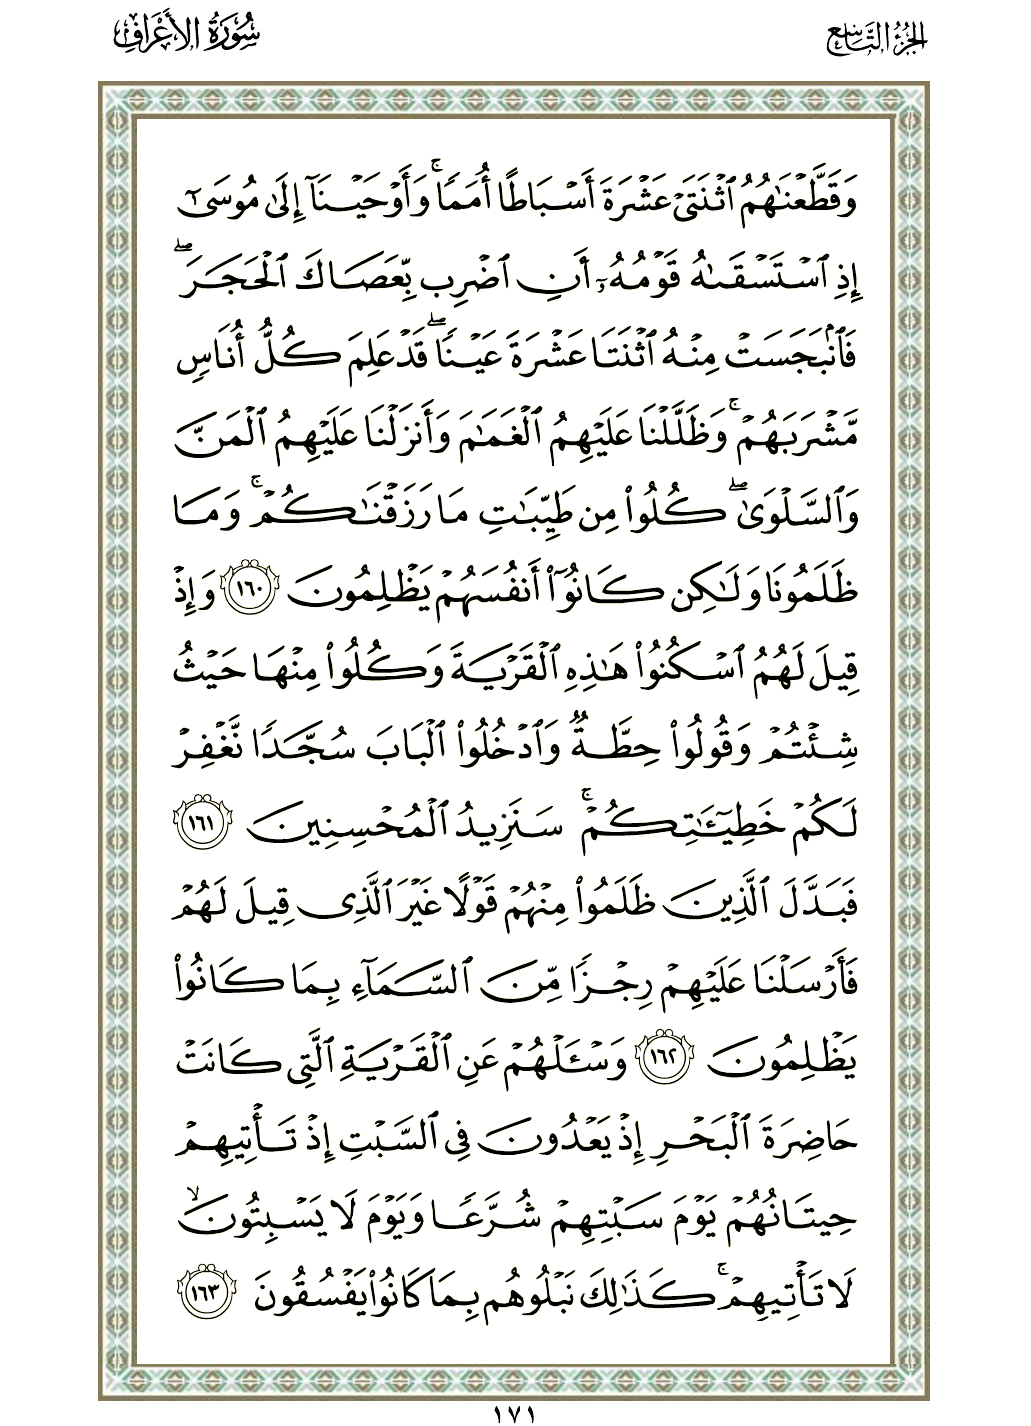 الجزء التاسع
سورة الأعراف
وَقَطَّعْنَٰهُمُ ٱثْنَتَىْ عَشْرَةَ أَسْبَاطًا أُمَمًا ۚ وَأَوْحَيْنَآ إِلَىٰ مُوسَىٰٓ
إِذِ ٱسْتَسْقَىٰهُ قَوْمُهُۥٓ أَنِ ٱضْرِب بِّعَصَاكَ ٱلْحَجَرَ ۖ
فَٱنۢبَجَسَتْ مِنْهُ ٱثْنَتَا عَشْرَةَ عَيْنًا ۖ قَدْ عَلِمَ كُلُّ أُنَاسٍ
مَّشْرَبَهُمْ ۚ وَظَلَّلْنَا عَلَيْهِمُ ٱلْغَمَٰمَ وَأَنزَلْنَا عَلَيْهِمُ ٱلْمَنَّ
وَٱلسَّلْوَىٰ ۖ كُلُوا۟ مِن طَيِّبَٰتِ مَا رَزَقْنَٰكُمْ ۚ وَمَا
ظَلَمُونَا وَلَٰكِن كَانُوٓا۟ أَنفُسَهُمْ يَظْلِمُونَ ١٦٠ وَإِذْ
قِيلَ لَهُمُ ٱسْكُنُوا۟ هَٰذِهِ ٱلْقَرْيَةَ وَكُلُوا۟ مِنْهَا حَيْثُ
شِئْتُمْ وَقُولُوا۟ حِطَّةٌ وَٱدْخُلُوا۟ ٱلْبَابَ سُجَّدًا نَّغْفِرْ
لَكُمْ خَطِيٓـَٰٔتِكُمْ ۚ سَنَزِيدُ ٱلْمُحْسِنِينَ ١٦١
فَبَدَّلَ ٱلَّذِينَ ظَلَمُوا۟ مِنْهُمْ قَوْلًا غَيْرَ ٱلَّذِى قِيلَ لَهُمْ
فَأَرْسَلْنَا عَلَيْهِمْ رِجْزًا مِّنَ ٱلسَّمَآءِ بِمَا كَانُوا۟
يَظْلِمُونَ ١٦٢ وَسْـَٔلْهُمْ عَنِ ٱلْقَرْيَةِ ٱلَّتِى كَانَتْ
حَاضِرَةَ ٱلْبَحْرِ إِذْ يَعْدُونَ فِى ٱلسَّبْتِ إِذْ تَأْتِيهِمْ
حِيتَانُهُمْ يَوْمَ سَبْتِهِمْ شُرَّعًا وَيَوْمَ لَا يَسْبِتُونَ ۙ
لَا تَأْتِيهِمْ ۚ كَذَٰلِكَ نَبْلُوهُم بِمَا كَانُوا۟ يَفْسُقُونَ ١٦٣
١٧١